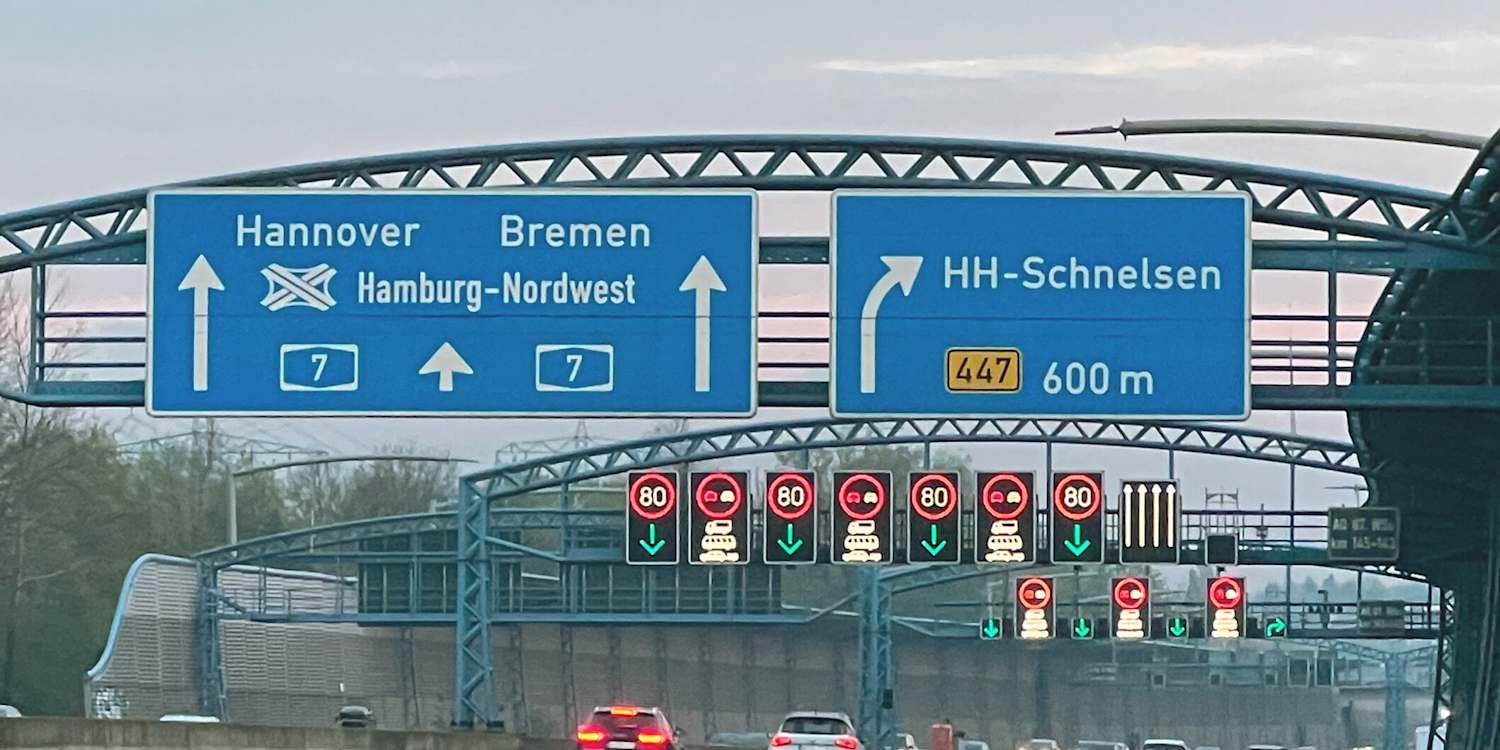 Hannover Bremen
Hamburg-Nordwest
7 7
HH-Schnelsen
447 600 m
80 80 80 80